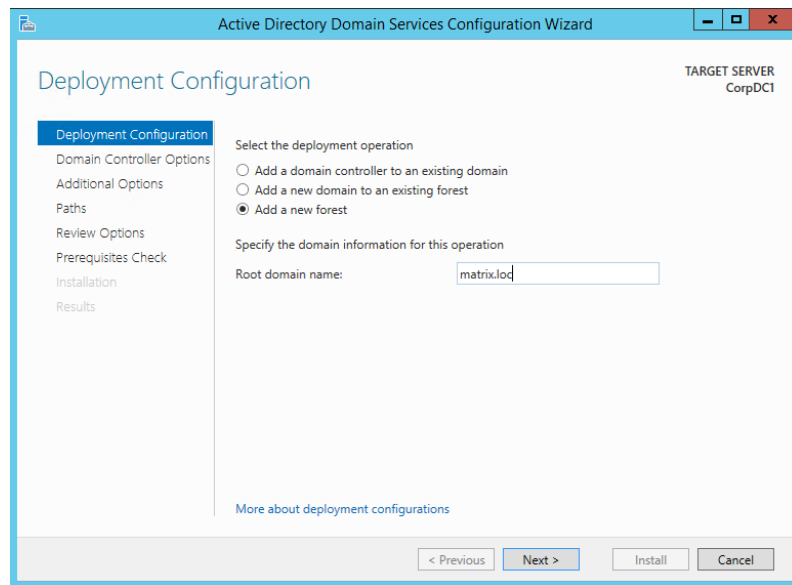 Active Directory Domain Services Configuration Wizard
Deployment Configuration
TARGET SERVER
CorpDC1
Deployment Configuration
Domain Controller Options
Additional Options
Paths
Review Options
Prerequisites Check
Installation
Results
Select the deployment operation
Add a domain controller to an existing domain
Add a new domain to an existing forest
Add a new forest
Specify the domain information for this operation
Root domain name: matrix.loc
More about deployment configurations
< Previous Next > Install Cancel